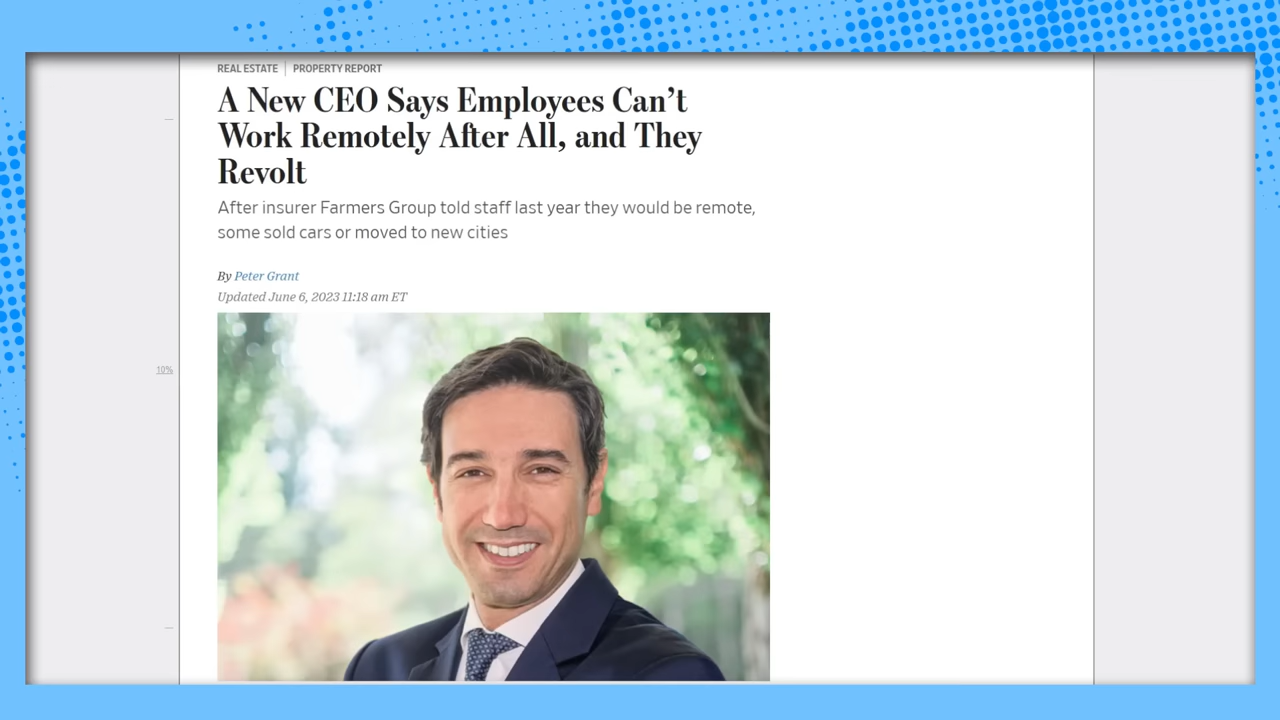 REAL ESTATE | PROPERTY REPORT
A New CEO Says Employees Can’t
Work Remotely After All, and They
Revolt
After insurer Farmers Group told staff last year they would be remote,
some sold cars or moved to new cities
By Peter Grant
Updated June 6, 2023 11:18 am ET
10%